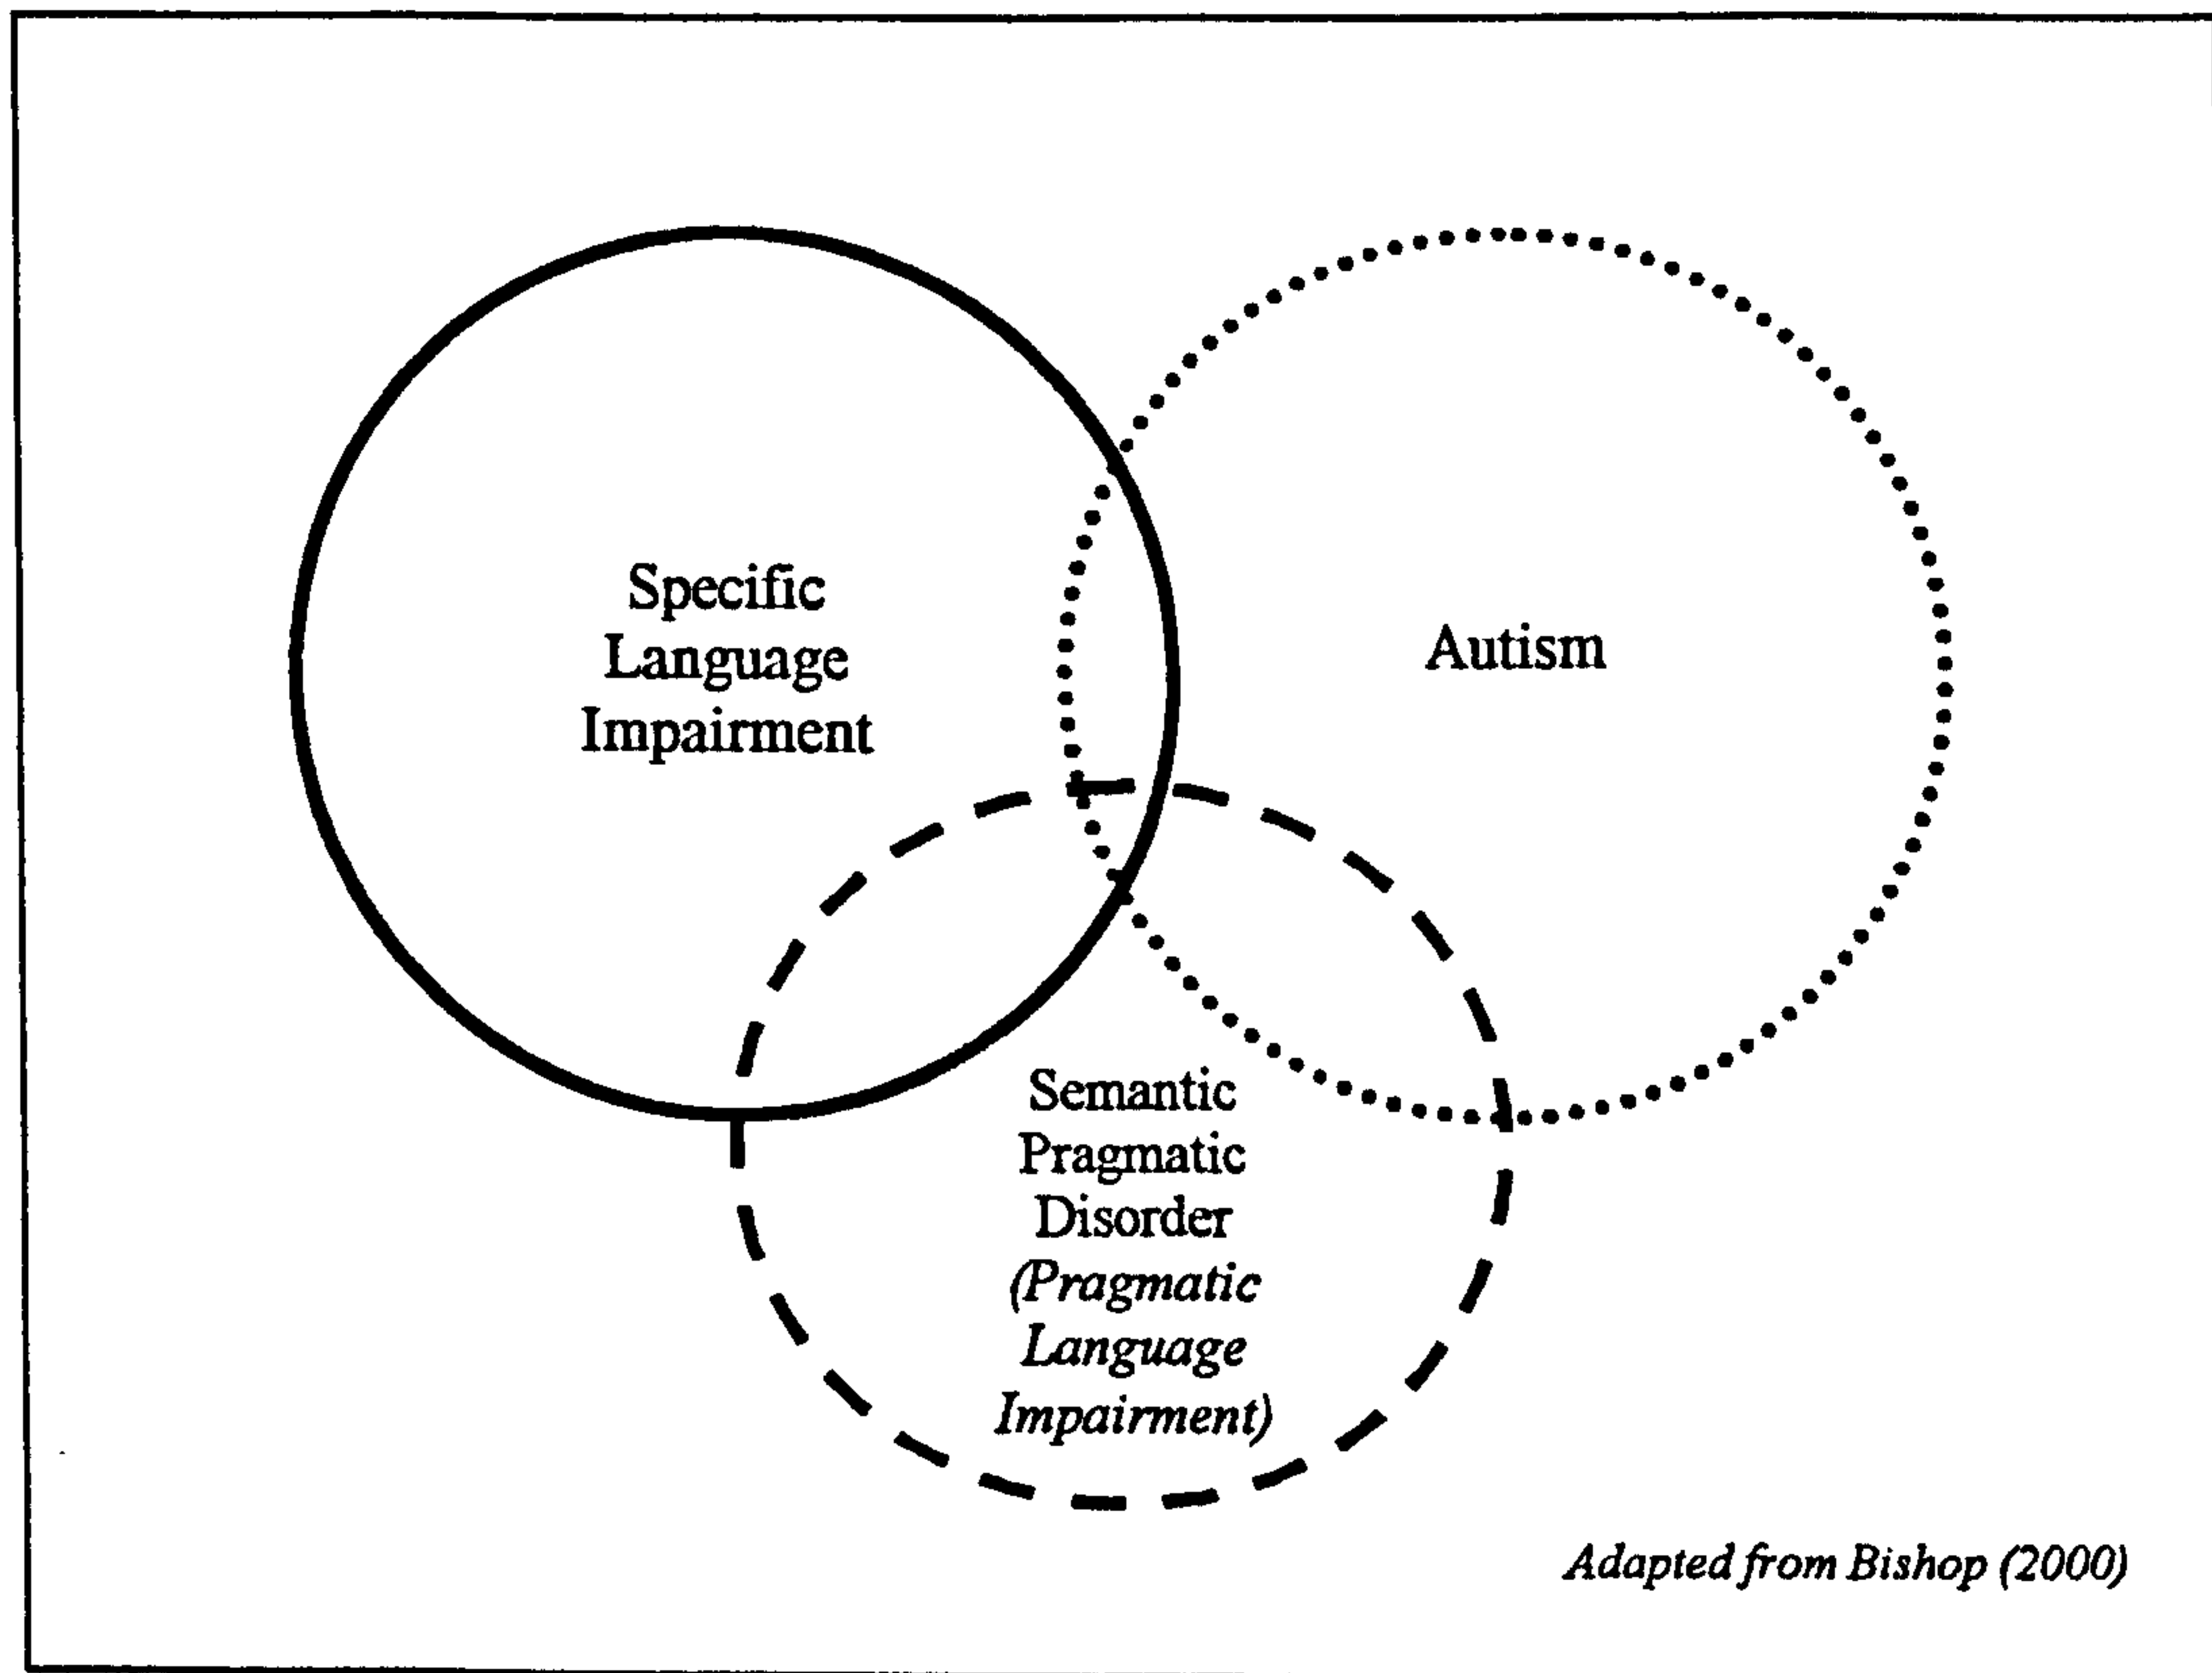 Specific
Language
Impairment
Autism
Semantic
Pragmatic
Disorder
(Pragmatic
Language
Impairment)
Adapted from Bishop (2000)